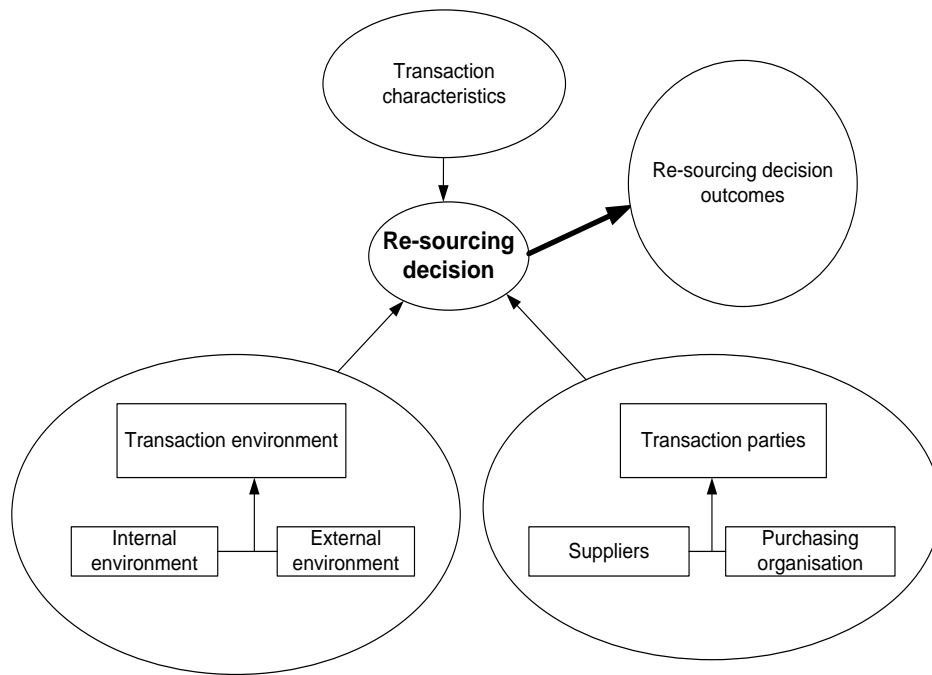 Transaction
characteristics
Re-sourcing decision
outcomes
Re-sourcing
decision
Transaction environment
Internal
environment
External
environment
Transaction parties
Suppliers
Purchasing
organisation